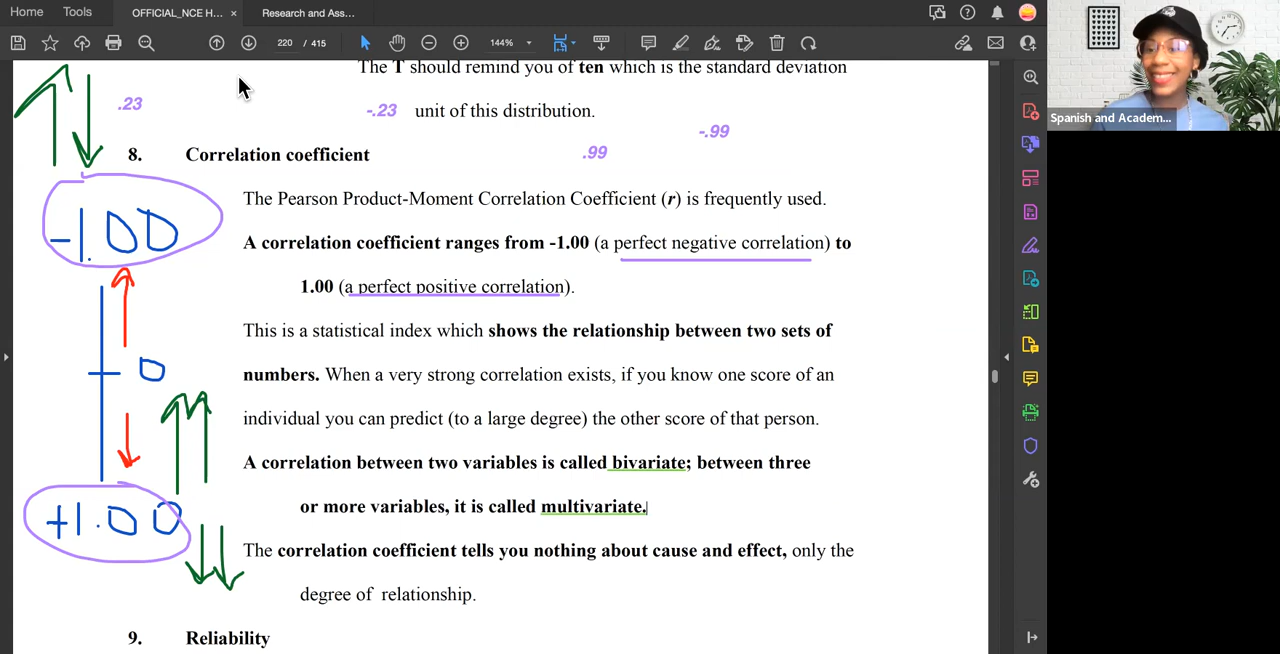 Home Tools OFFICIAL_NCE H... × Research and Ass...
220 / 415 144%
The T should remind you of ten which is the standard deviation
.23 -.23 unit of this distribution.
-.99
.99
8. Correlation coefficient
The Pearson Product-Moment Correlation Coefficient (r) is frequently used.
-1.00
A correlation coefficient ranges from -1.00 (a perfect negative correlation) to
1.00 (a perfect positive correlation).
This is a statistical index which shows the relationship between two sets of
0
numbers. When a very strong correlation exists, if you know one score of an
individual you can predict (to a large degree) the other score of that person.
A correlation between two variables is called bivariate; between three
or more variables, it is called multivariate.
+1.00
The correlation coefficient tells you nothing about cause and effect, only the
degree of relationship.
9. Reliability
Spanish and Academ...